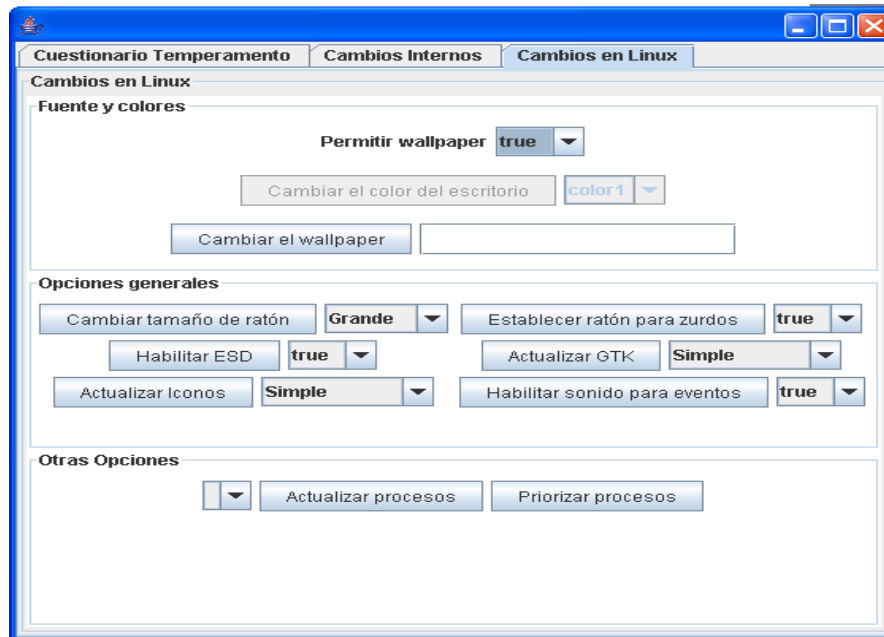 Cuestionario Temperamento Cambios Internos Cambios en Linux
Cambios en Linux
Fuente y colores
Permitir wallpaper true
Cambiar el color del escritorio color1
Cambiar el wallpaper
Opciones generales
Cambiar tamaño de ratón Grande Establecer ratón para zurdos true
Habilitar ESD true Actualizar GTK Simple
Actualizar Iconos Simple Habilitar sonido para eventos true
Otras Opciones
Actualizar procesos Priorizar procesos